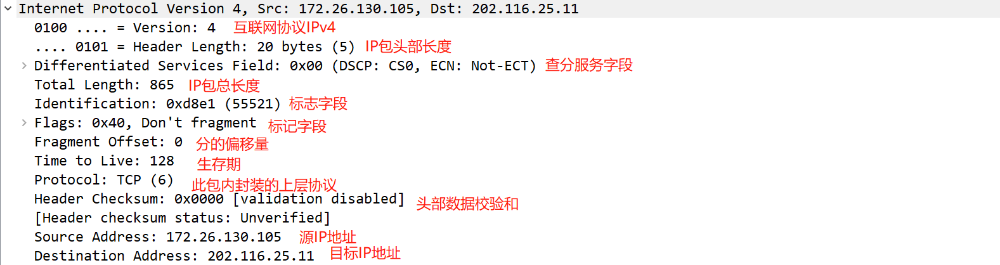 Internet Protocol Version 4, Src: 172.26.130.105, Dst: 202.116.25.11
0100 .... = Version: 4 互联网协议IPv4
.... 0101 = Header Length: 20 bytes (5) IP包头部长度
Differentiated Services Field: 0x00 (DSCP: CS0, ECN: Not-ECT) 查分服务字段
Total Length: 865 IP包总长度
Identification: 0xd8e1 (55521) 标志字段
Flags: 0x40, Don't fragment 标记字段
Fragment Offset: 0 分的偏移量
Time to Live: 128 生存期
Protocol: TCP (6) 此包内封装的上层协议
Header Checksum: 0x0000 [validation disabled] 头部数据校验和
[Header checksum status: Unverified]
Source Address: 172.26.130.105 源IP地址
Destination Address: 202.116.25.11 目标IP地址